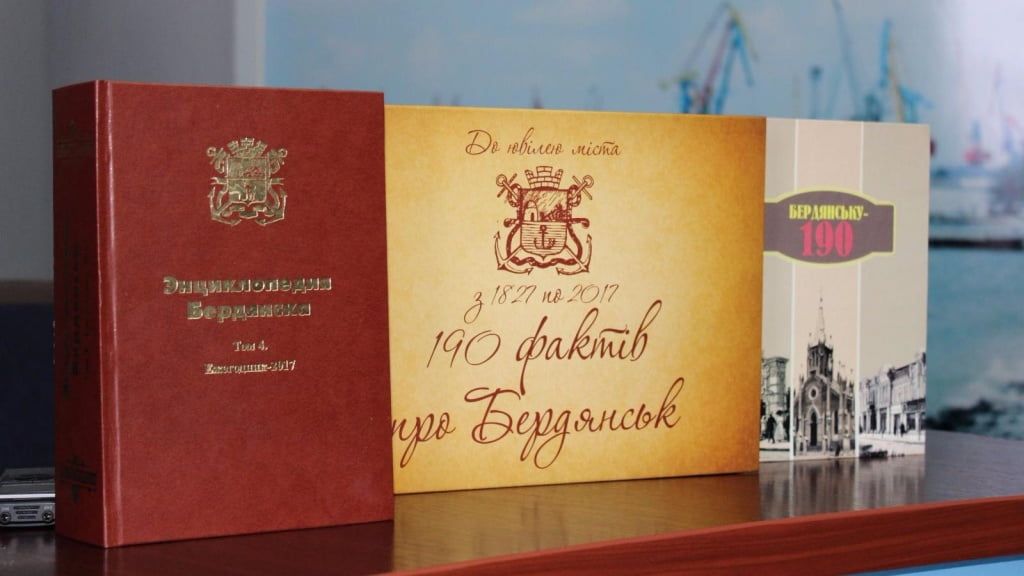 Энциклопедия
Бердянска
Том 4.
Ежегодник-2017
До ювілею міста
з 1827 по 2017
190 фактів
про Бердянськ
БЕРДЯНСЬКУ-
190